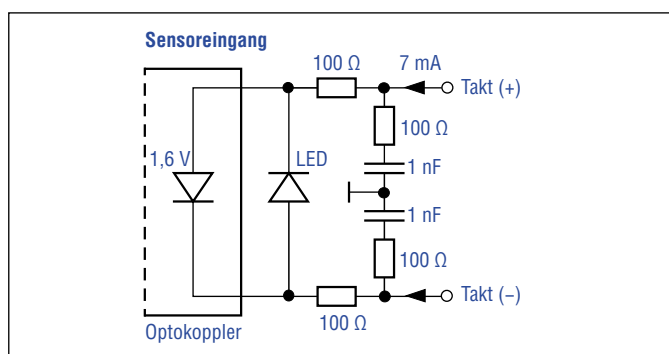 Sensoreingang
100 Ω
7 mA
Takt (+)
100 Ω
1,6 V
LED
1 nF
1 nF
100 Ω
Takt (−)
100 Ω
Optokoppler